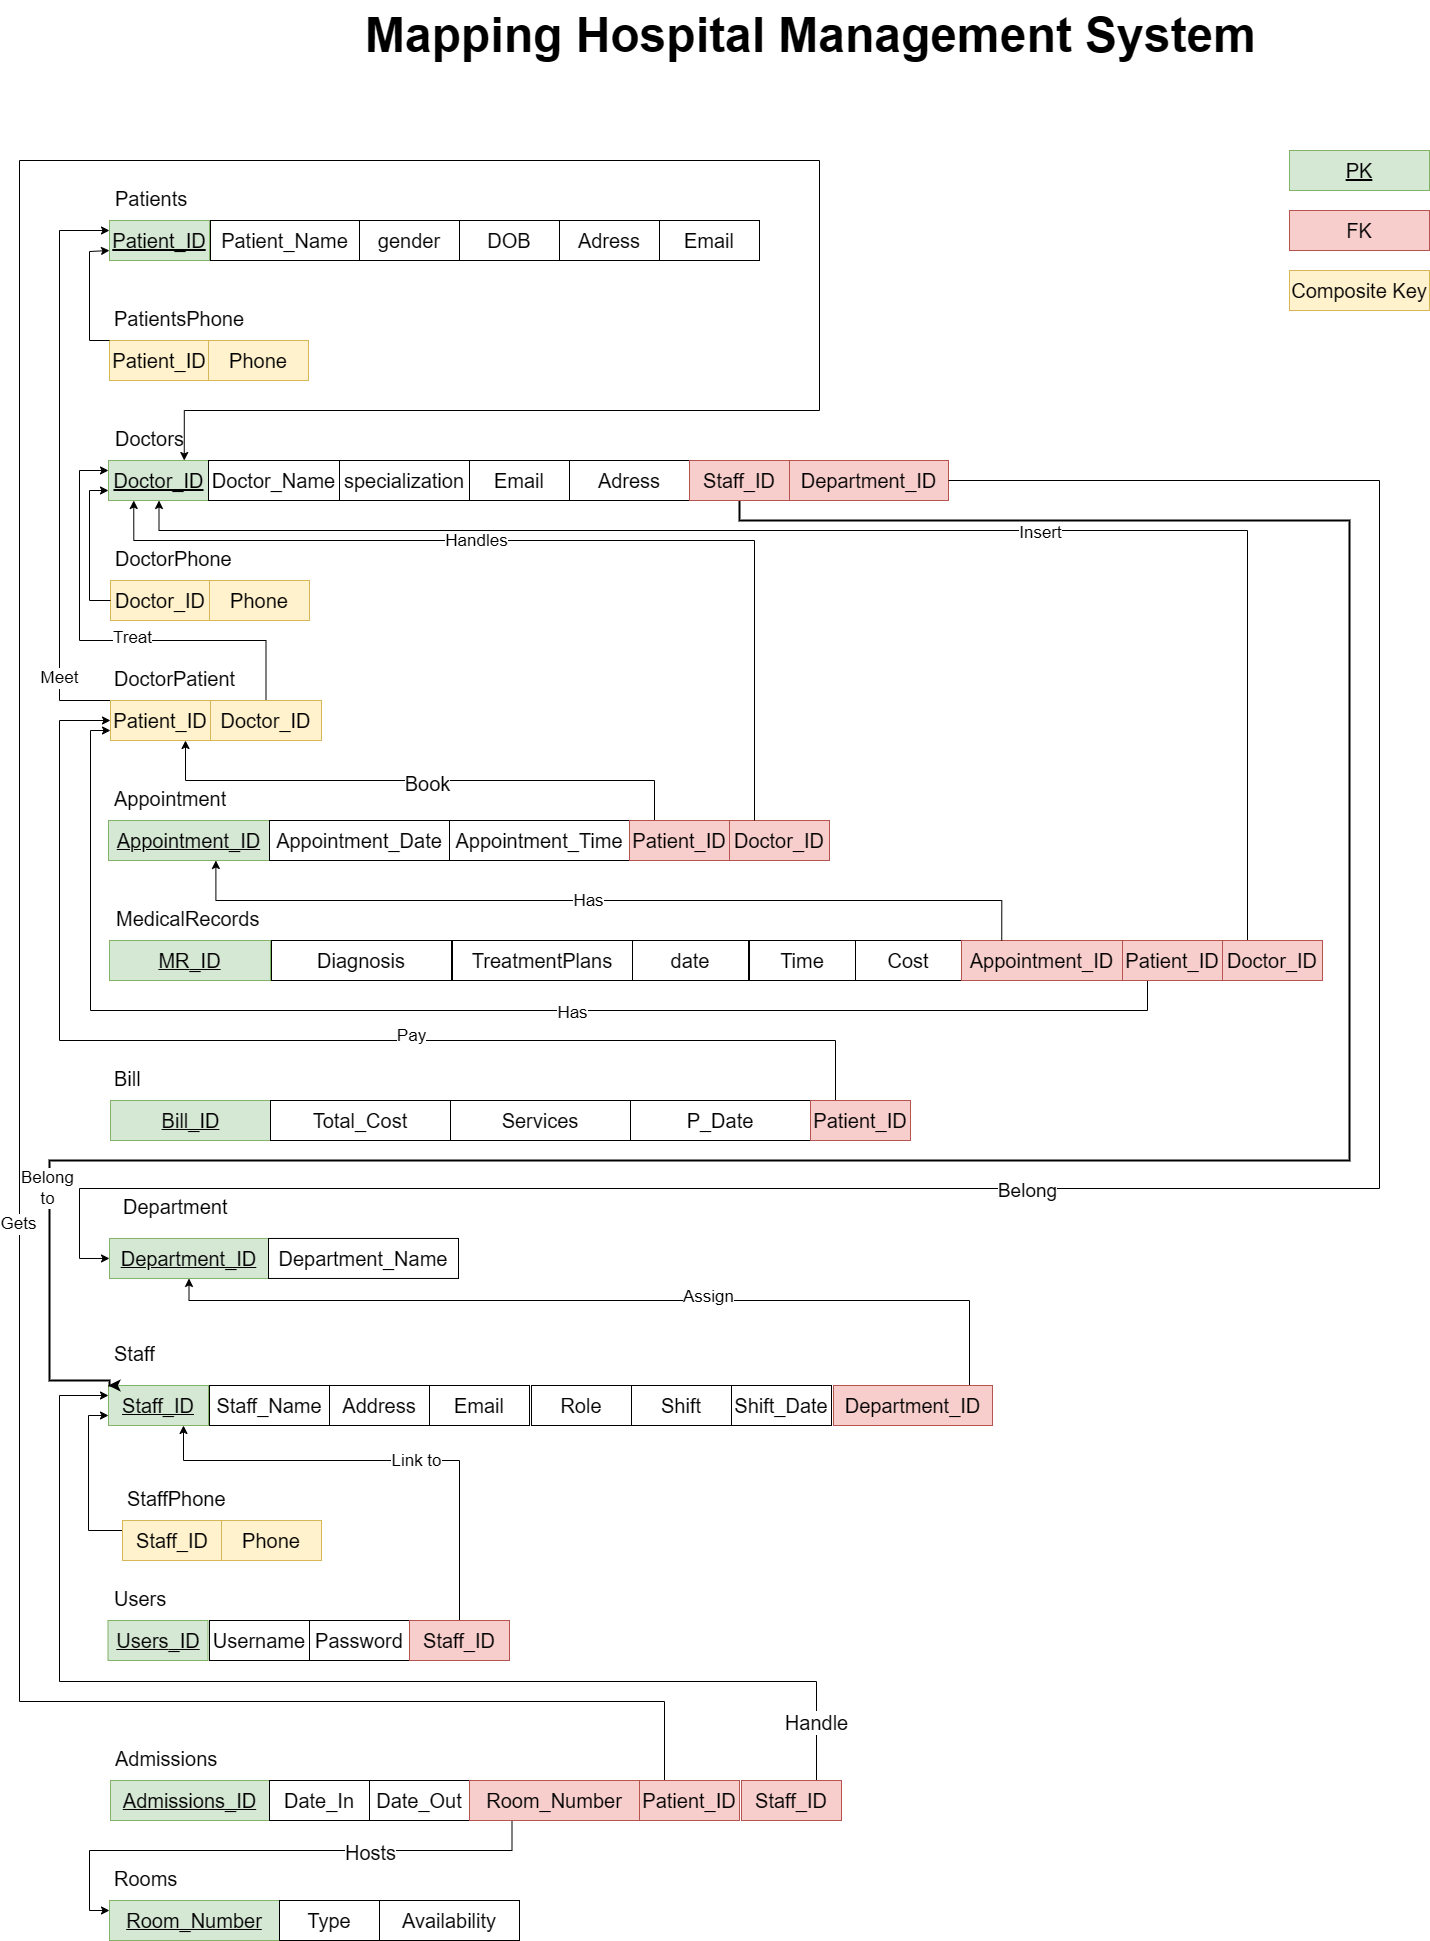 Mapping Hospital Management System
PK
FK
Composite Key
Patients
Patient_ID Patient_Name gender DOB Adress Email
PatientsPhone
Patient_ID Phone
Doctors
Doctor_ID Doctor_Name specialization Email Adress Staff_ID Department_ID
Insert
Handles
DoctorPhone
Doctor_ID Phone
Treat
Meet
DoctorPatient
Patient_ID Doctor_ID
Book
Appointment
Appointment_ID Appointment_Date Appointment_Time Patient_ID Doctor_ID
Has
MedicalRecords
MR_ID Diagnosis TreatmentPlans date Time Cost Appointment_ID Patient_ID Doctor_ID
Has
Pay
Bill
Bill_ID Total_Cost Services P_Date Patient_ID
Belong
to
Belong
Gets
Department
Department_ID Department_Name
Assign
Staff
Staff_ID Staff_Name Address Email Role Shift Shift_Date Department_ID
Link to
StaffPhone
Staff_ID Phone
Users
Users_ID Username Password Staff_ID
Handle
Admissions
Admissions_ID Date_In Date_Out Room_Number Patient_ID Staff_ID
Hosts
Rooms
Room_Number Type Availability